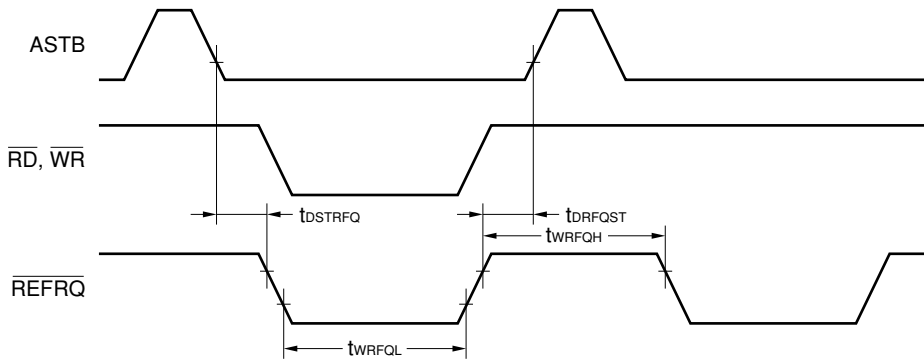 ASTB
RD, WR
tDSTRFQ
tDRFQST
tWRFQH
REFRQ
tWRFQL